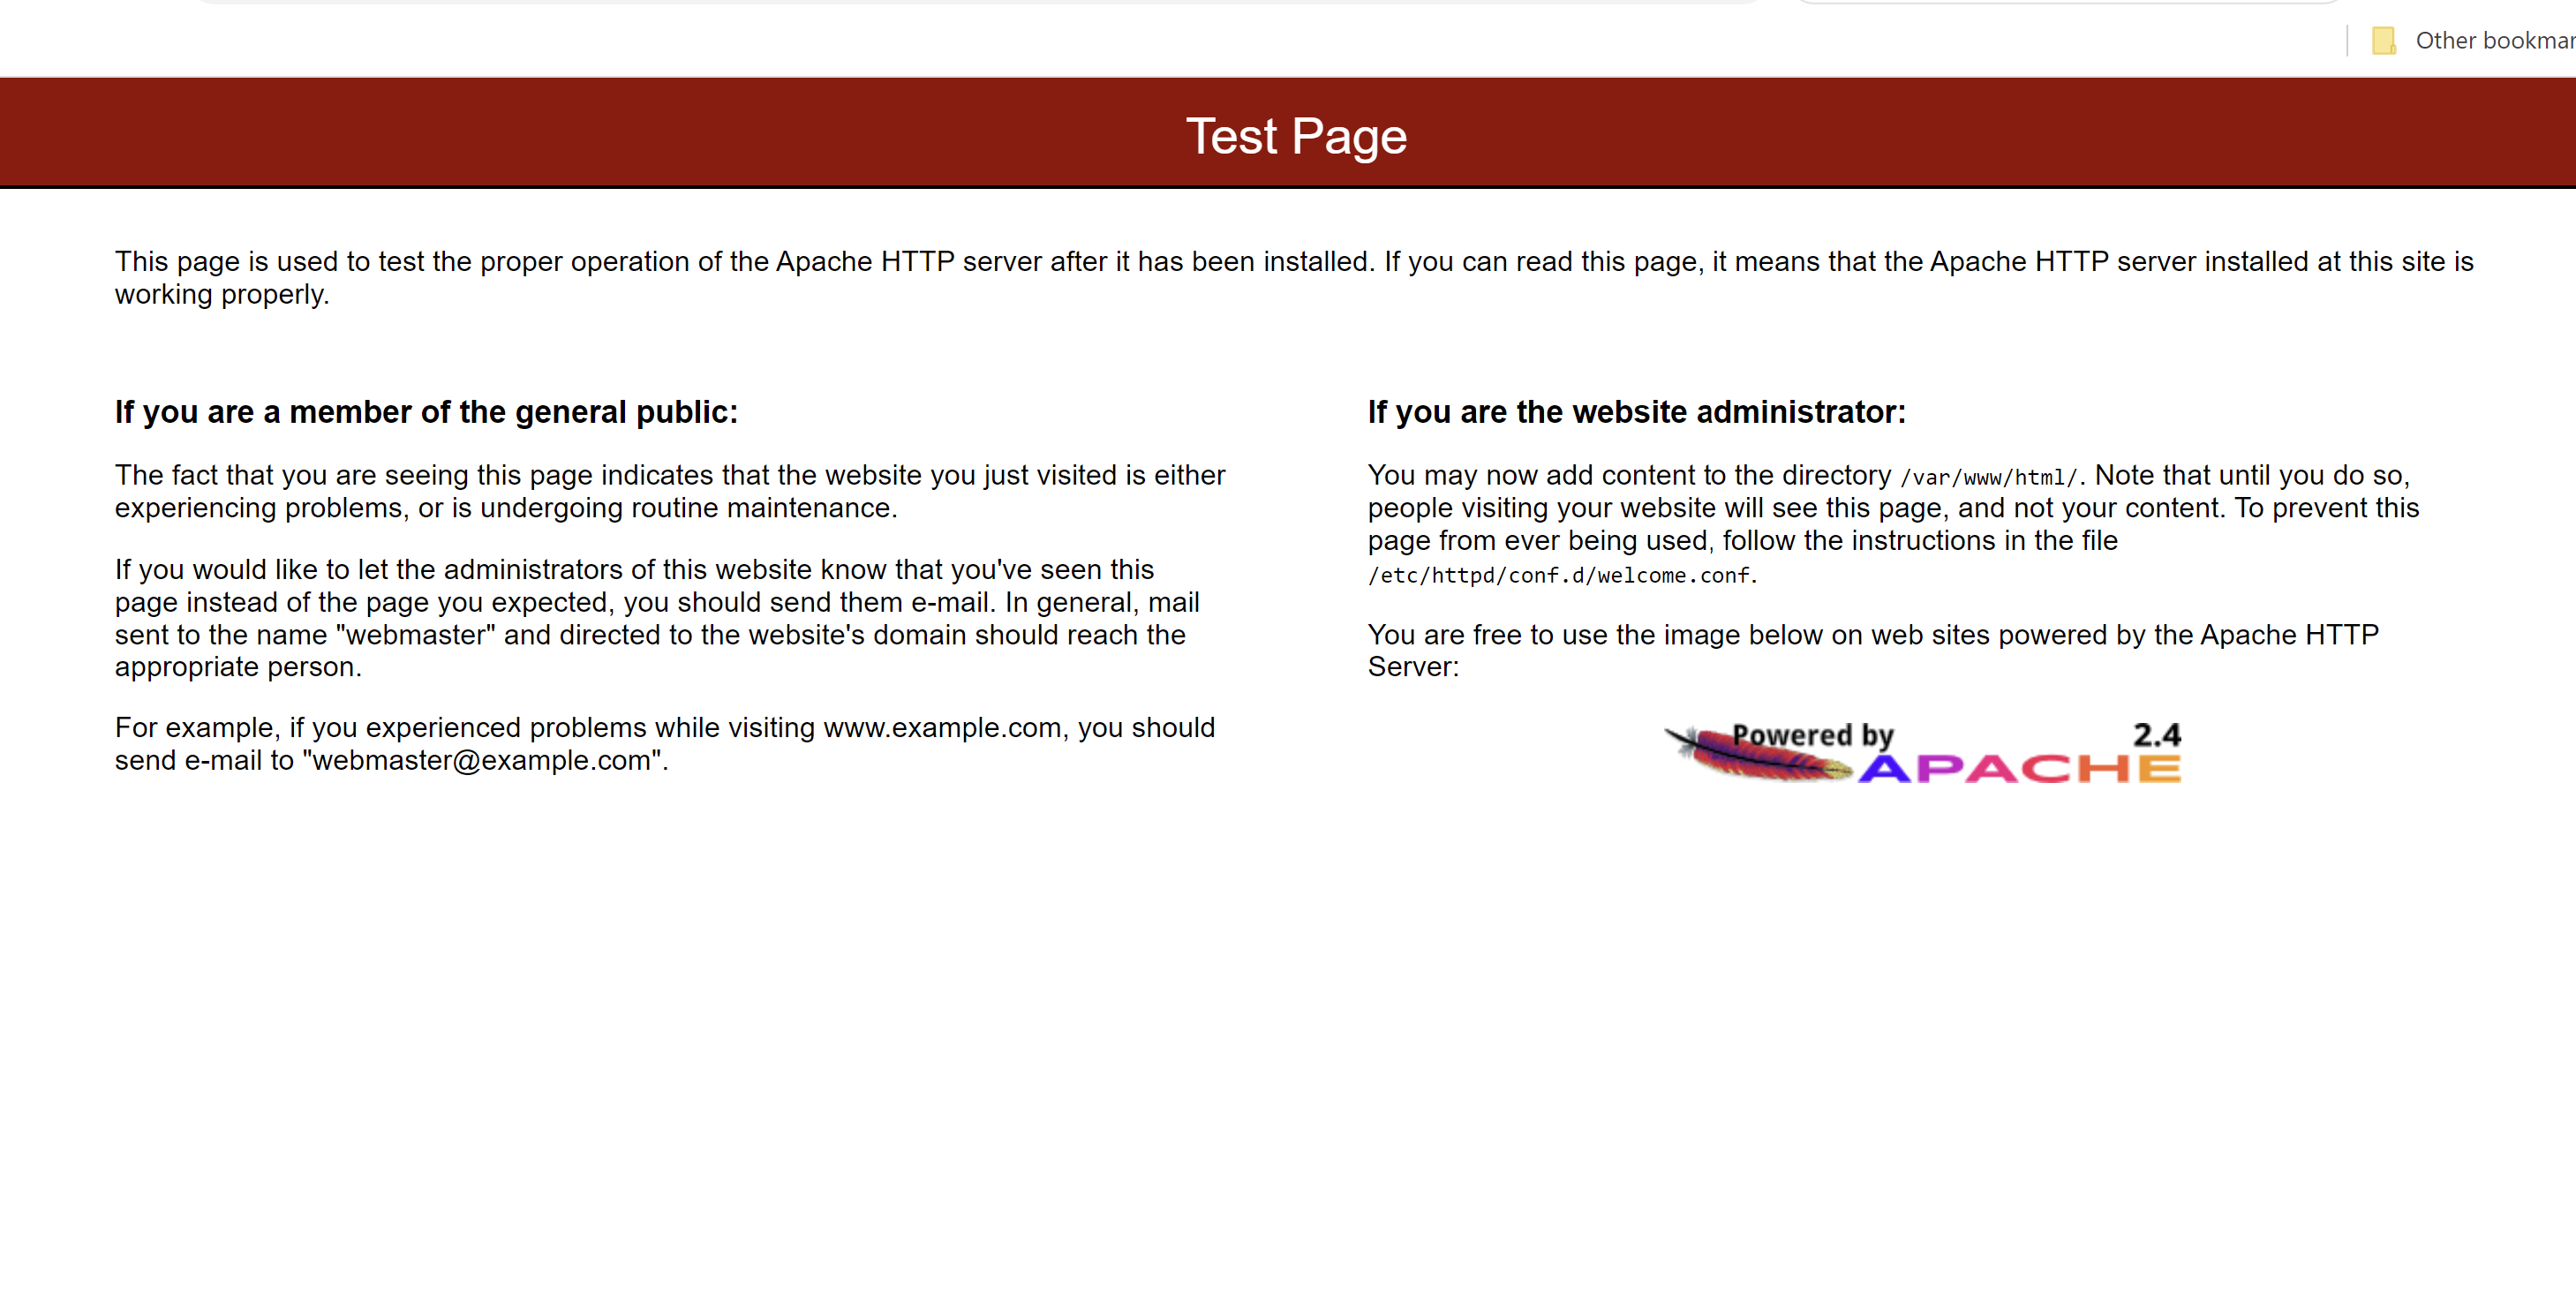 Other bookmar
Test Page
This page is used to test the proper operation of the Apache HTTP server after it has been installed. If you can read this page, it means that the Apache HTTP server installed at this site is
working properly.
If you are a member of the general public:
The fact that you are seeing this page indicates that the website you just visited is either
experiencing problems, or is undergoing routine maintenance.
If you would like to let the administrators of this website know that you've seen this
page instead of the page you expected, you should send them e-mail. In general, mail
sent to the name "webmaster" and directed to the website's domain should reach the
appropriate person.
For example, if you experienced problems while visiting www.example.com, you should
send e-mail to "webmaster@example.com".
If you are the website administrator:
You may now add content to the directory /var/www/html/. Note that until you do so,
people visiting your website will see this page, and not your content. To prevent this
page from ever being used, follow the instructions in the file
/etc/httpd/conf.d/welcome.conf.
You are free to use the image below on web sites powered by the Apache HTTP
Server:
Powered by 2.4
APACHE